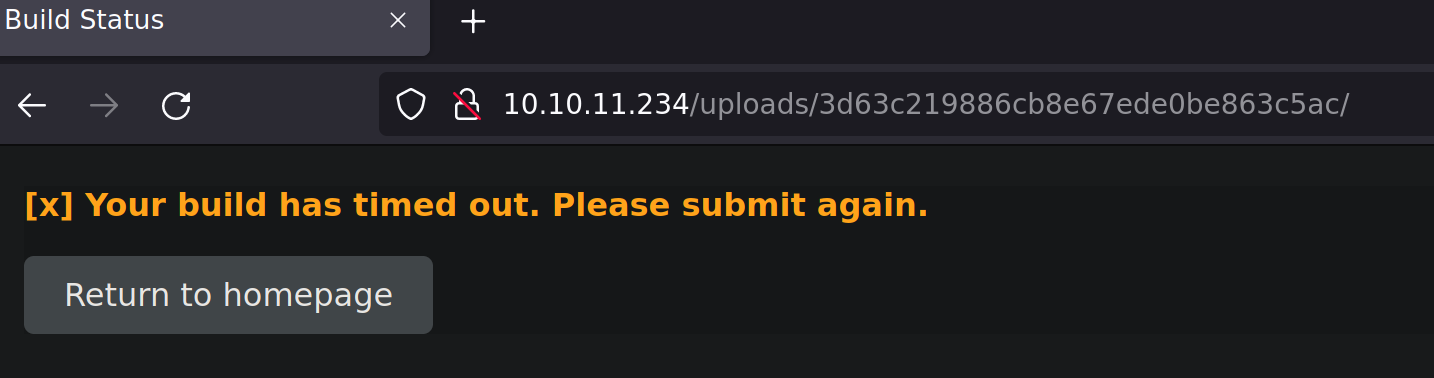 Build Status
10.10.11.234/uploads/3d63c219886cb8e67ede0be863c5ac/
[x] Your build has timed out. Please submit again.
Return to homepage